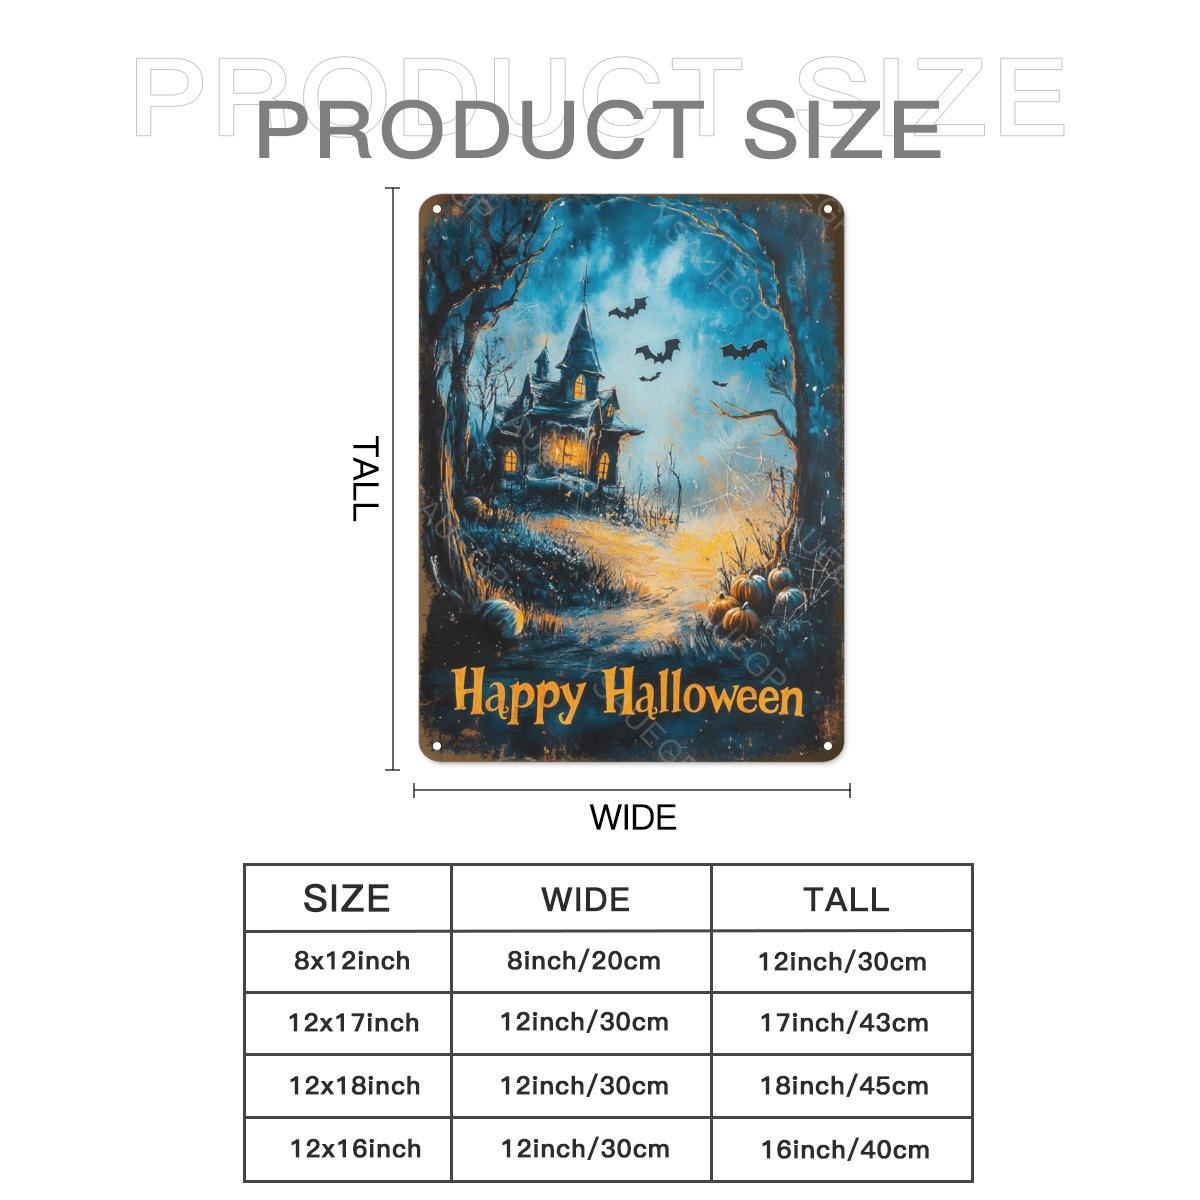 PRODUCT SIZE
PRODUCT SIZE
TALL
Happy Halloween
WIDE
SIZE WIDE TALL
8x12inch 8inch/20cm 12inch/30cm
12x17inch 12inch/30cm 17inch/43cm
12x18inch 12inch/30cm 18inch/45cm
12x16inch 12inch/30cm 16inch/40cm